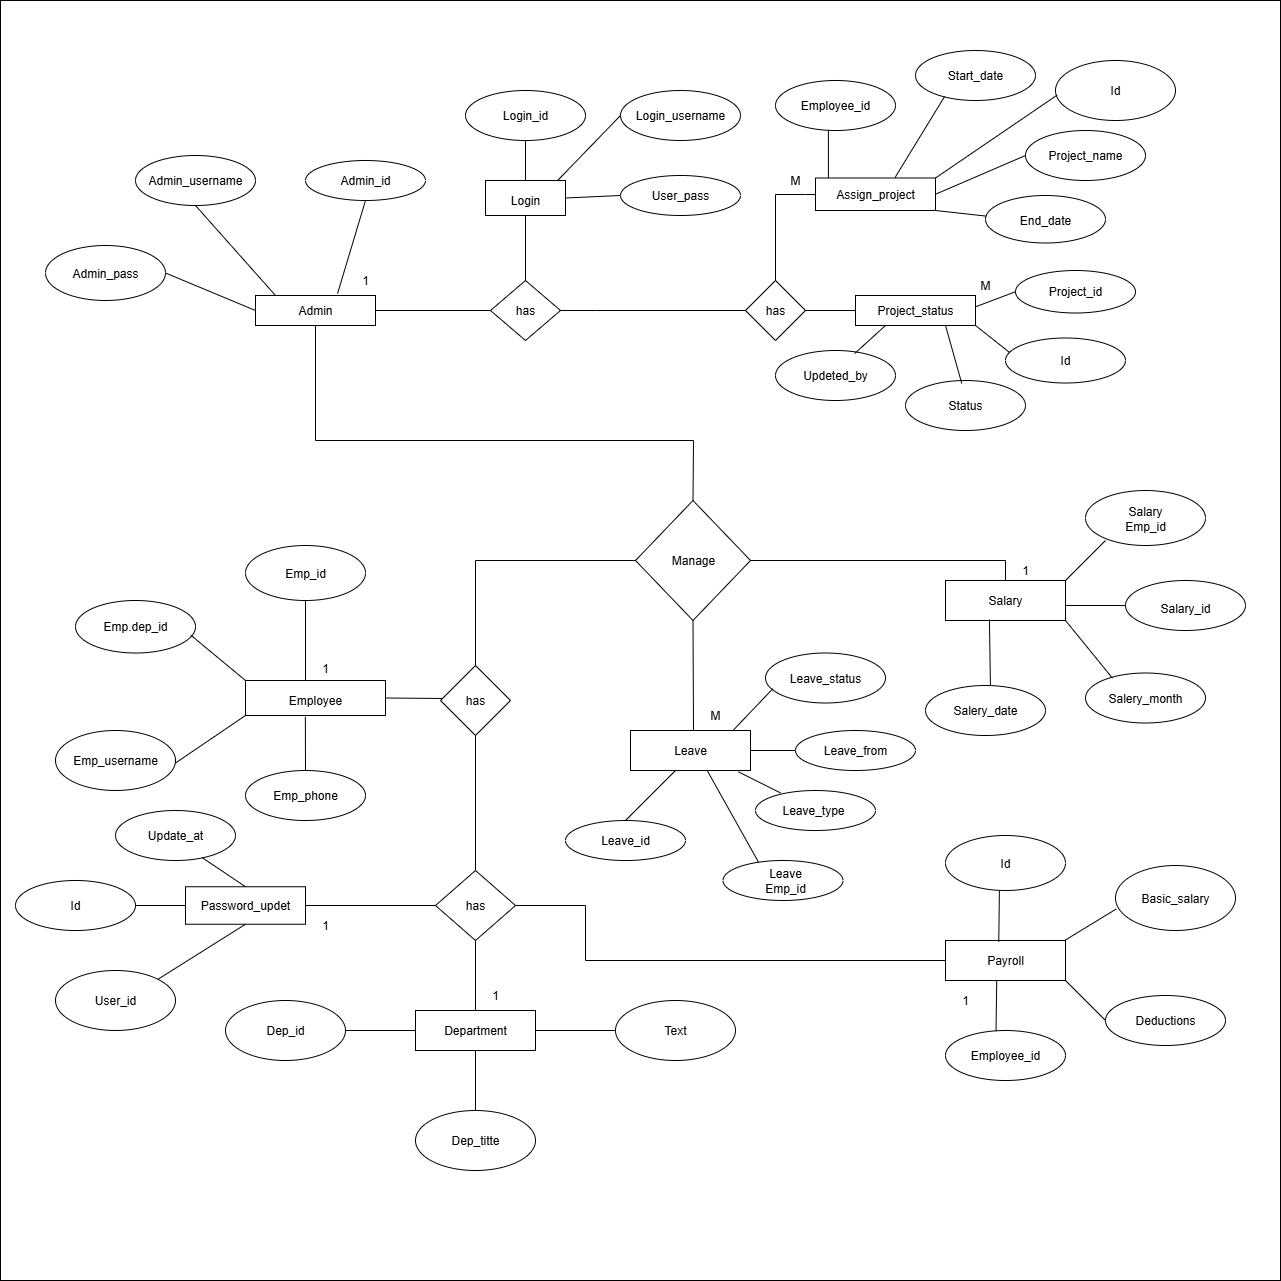 Start_date
Id
Employee_id
Login_id
Login_username
Project_name
Admin_username
Admin_id
M
Assign_project
User_pass
Login
End_date
Admin_pass
1
M
Project_id
Admin
has
has
Project_status
Id
Updeted_by
Status
Salary
Emp_id
Manage
1
Emp_id
Salary
Salary_id
Emp.dep_id
1
Leave_status
Employee
has
Salery_month
Salery_date
M
Leave
Leave_from
Emp_username
Emp_phone
Leave_type
Update_at
Leave_id
Id
Leave
Emp_id
Basic_salary
Id
Password_updet
has
1
Payroll
User_id
1
1
Dep_id
Department
Text
Deductions
Employee_id
Dep_titte